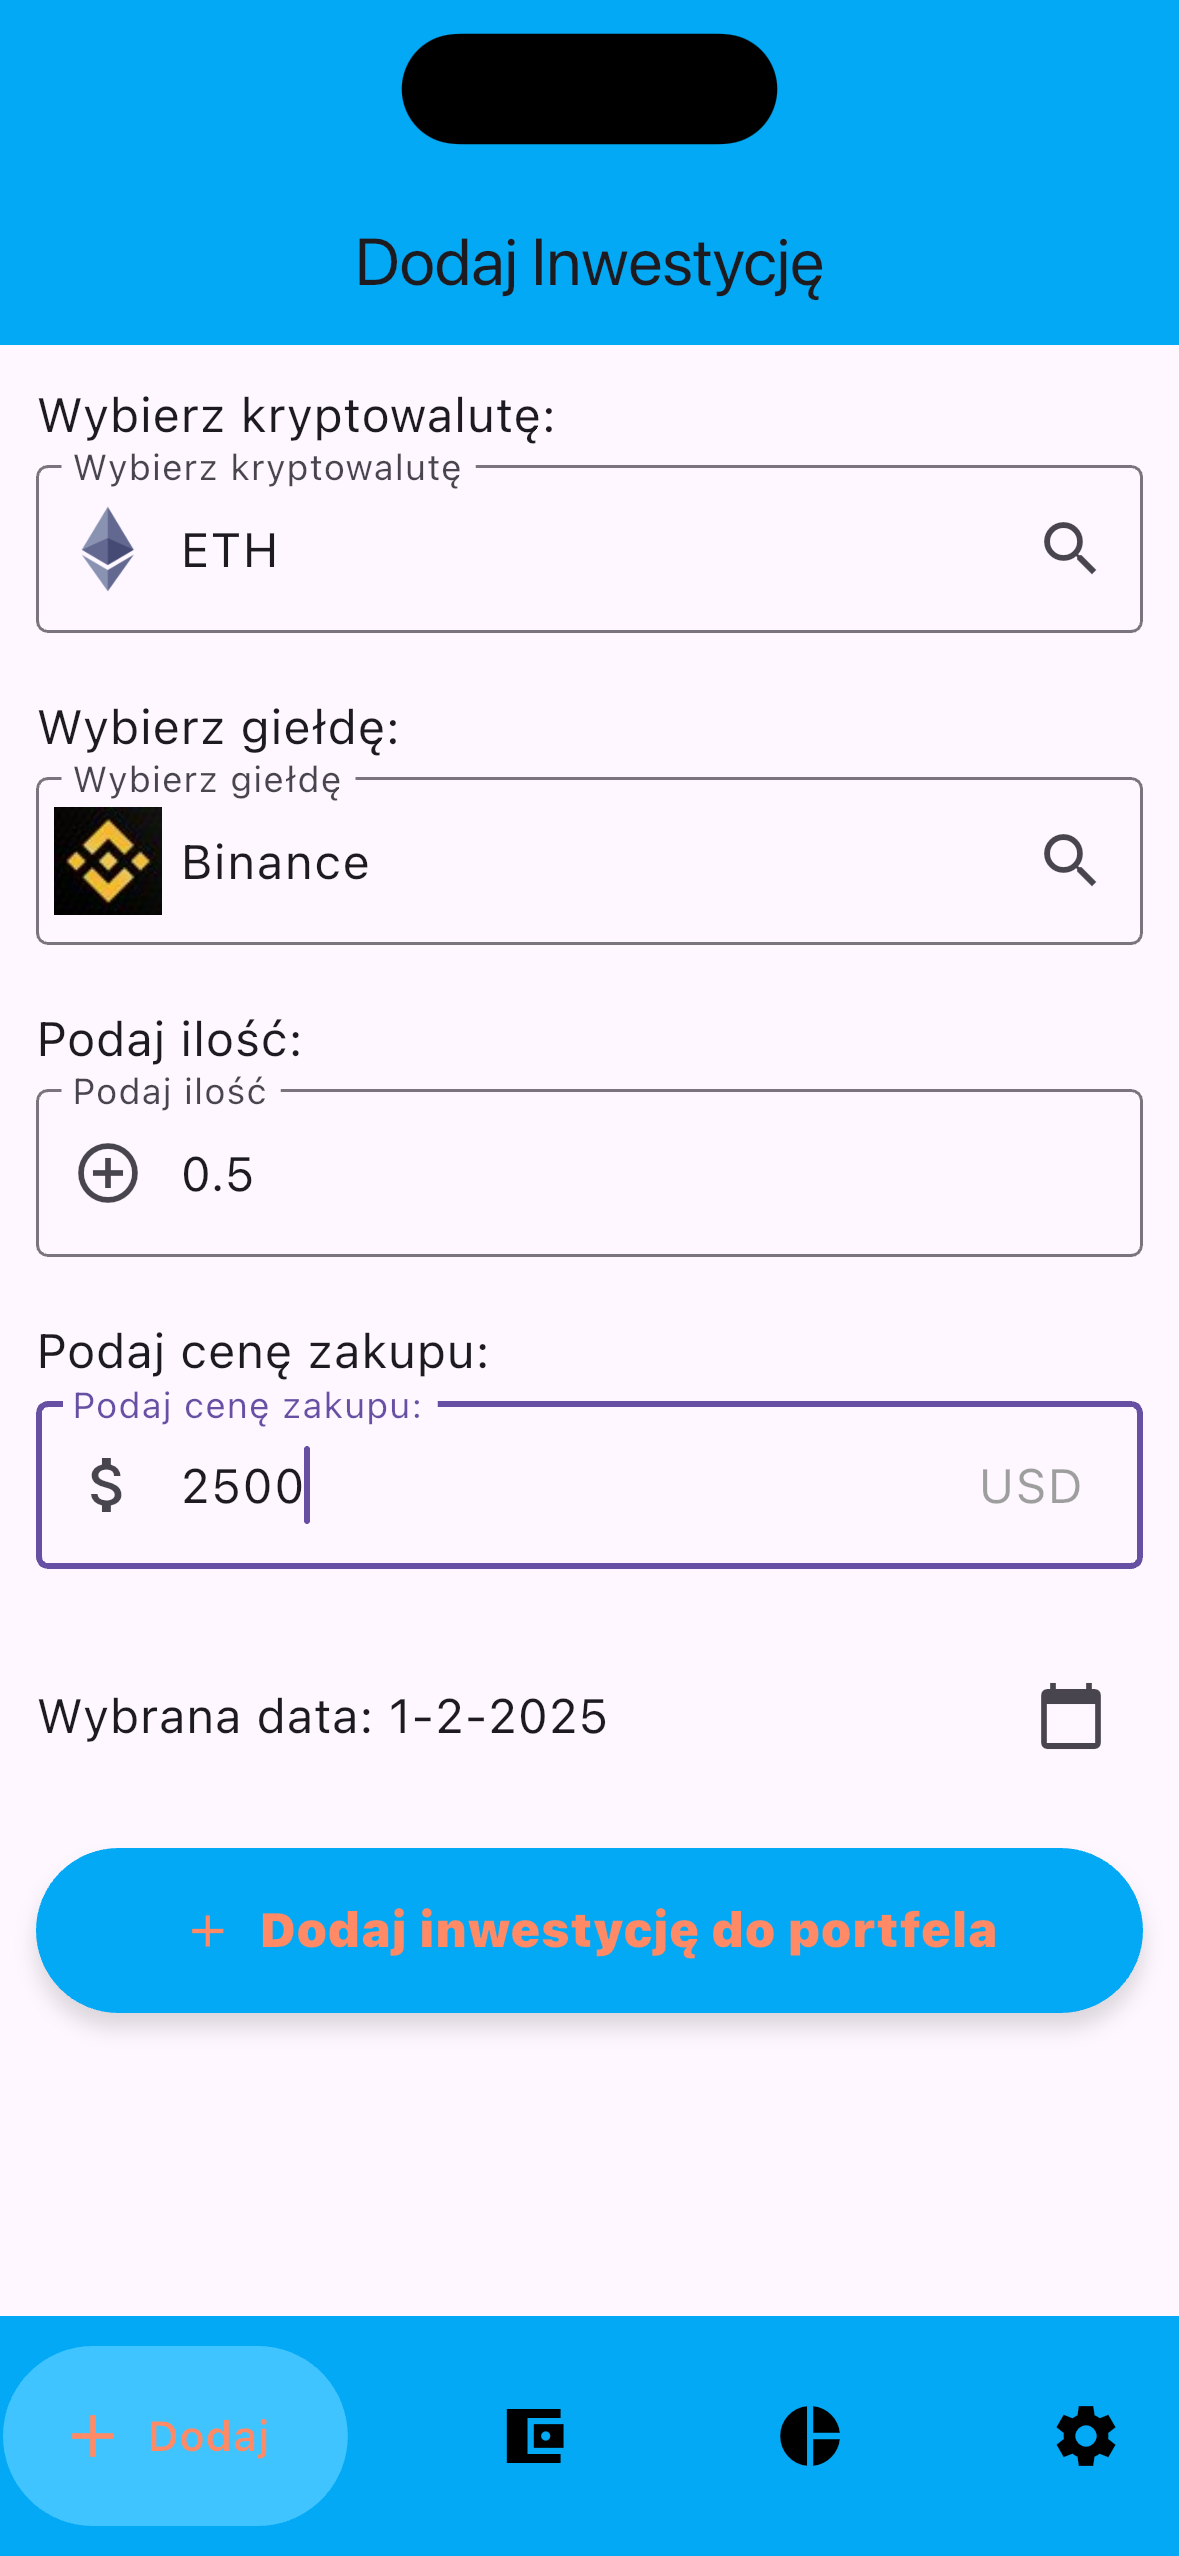 Dodaj Inwestycję
Wybierz kryptowalutę:
Wybierz kryptowalutę
ETH
Wybierz giełdę:
Wybierz giełdę
Binance
Podaj ilość:
Podaj ilość
0.5
Podaj cenę zakupu:
Podaj cenę zakupu:
$ 2500 USD
Wybrana data: 1-2-2025
+ Dodaj inwestycję do portfela
+ Dodaj